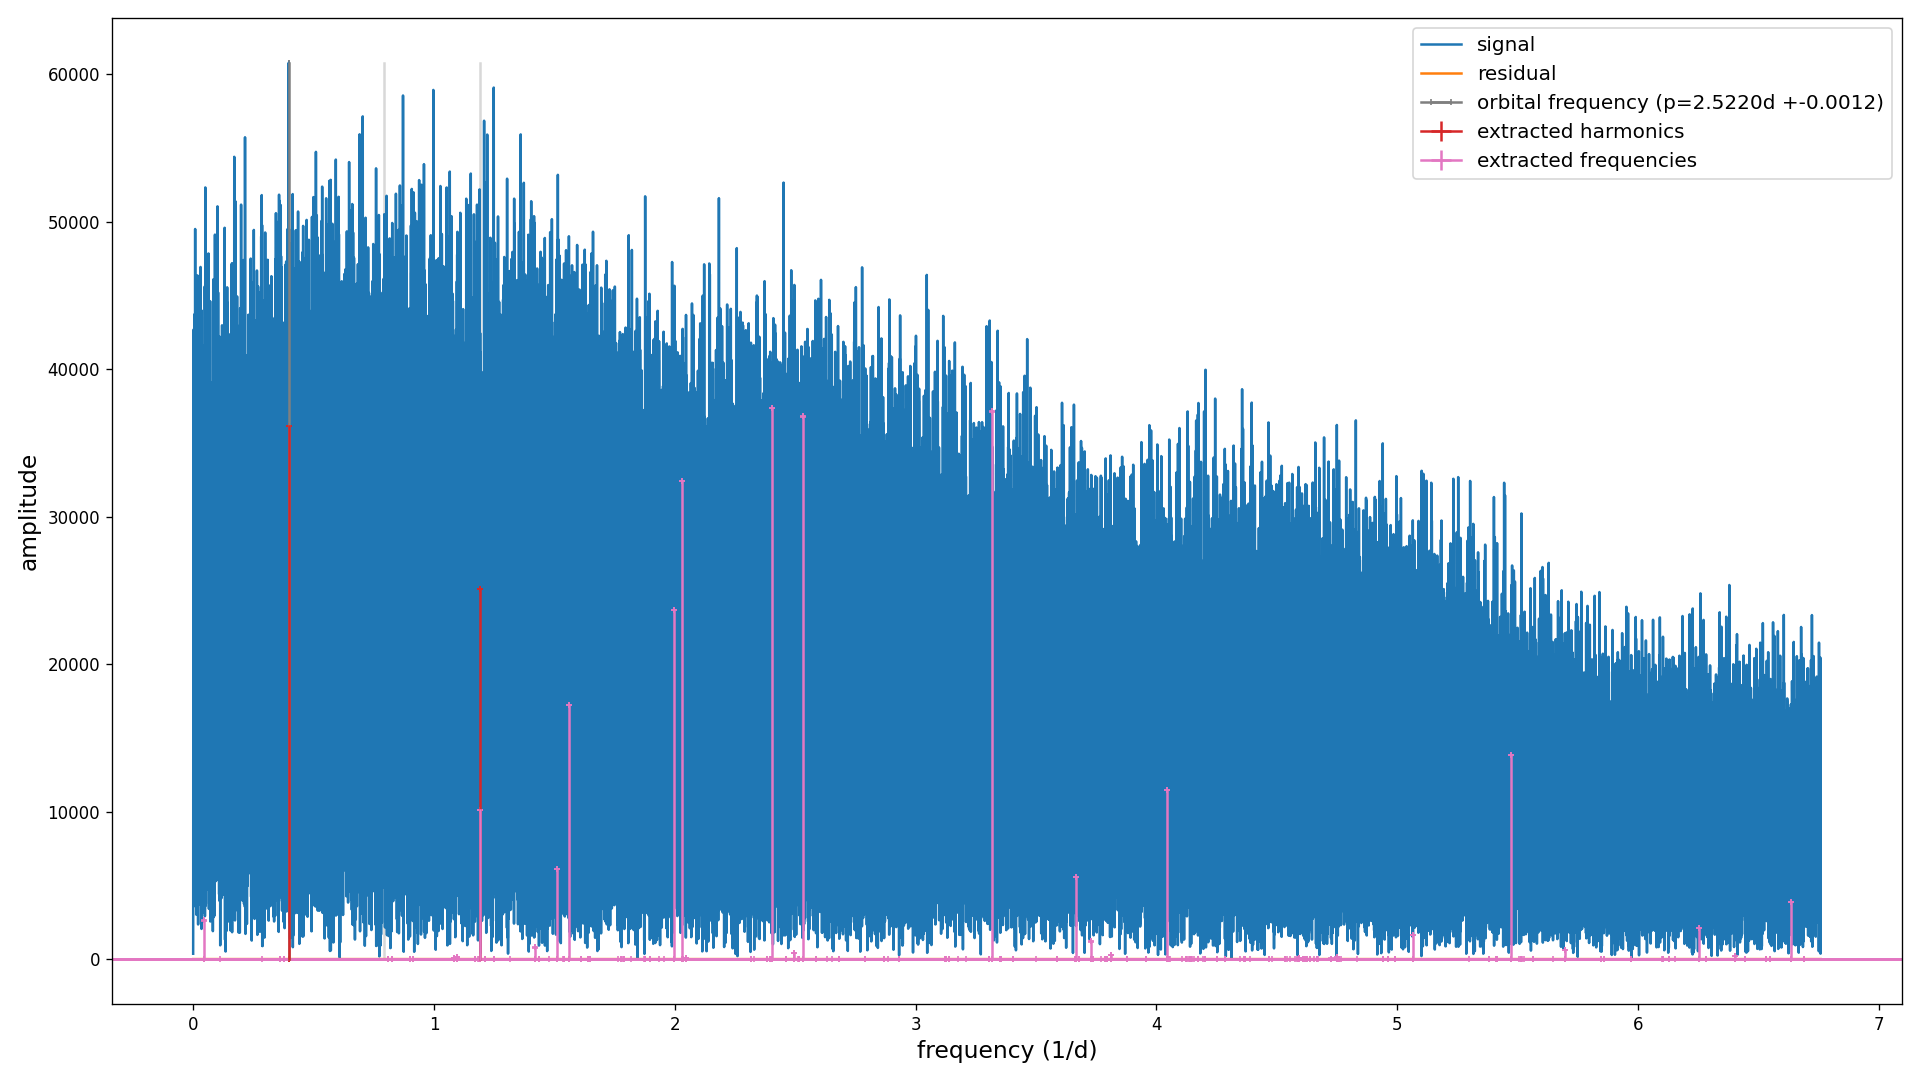 signal
residual
orbital frequency (p=2.5220d +-0.0012)
extracted harmonics
extracted frequencies
60000
50000
40000
30000
20000
10000
0
amplitude
0 1 2 3 4 5 6 7
frequency (1/d)